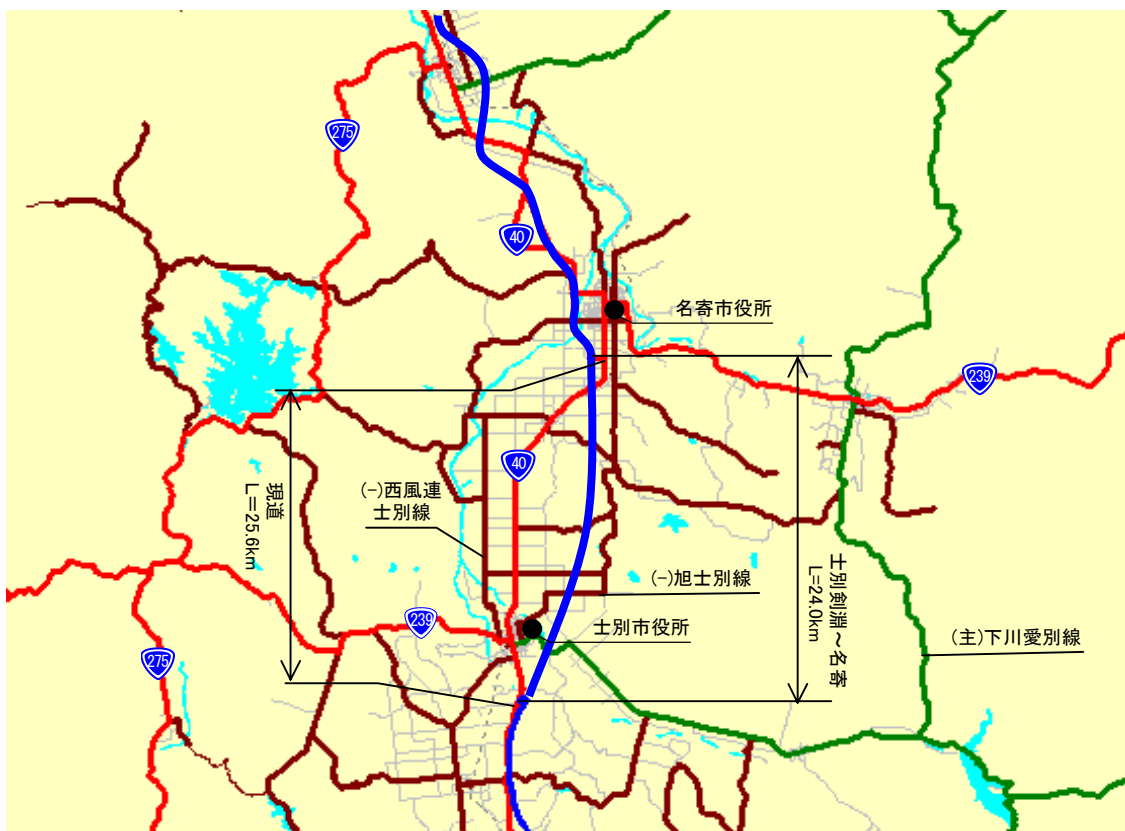 275
40
名寄市役所
239
40
(-)西風連
士別線
現道
L=25.6km
士別剣淵~名寄
L=24.0km
(-)旭士別線
239
士別市役所
(主)下川愛別線
275